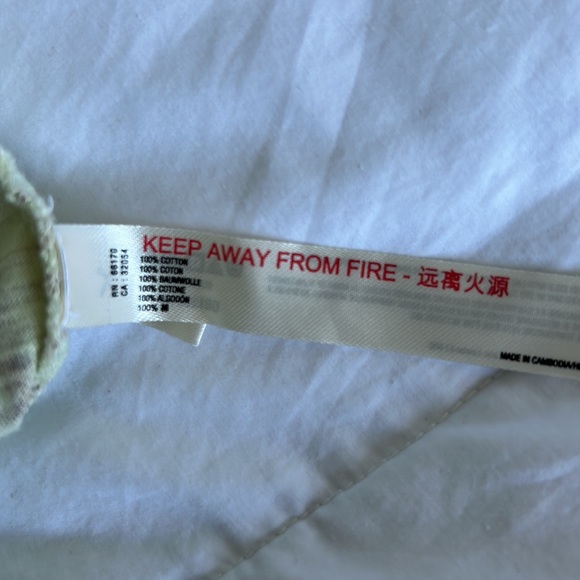 RN : 66170
CA : 32054
KEEP AWAY FROM FIRE - 远离火源
100% COTTON
100% COTON
100% BAUMWOLLE
100% COTONE
100% ALGODÓN
100% 棉
MADE IN CAMBODIA/